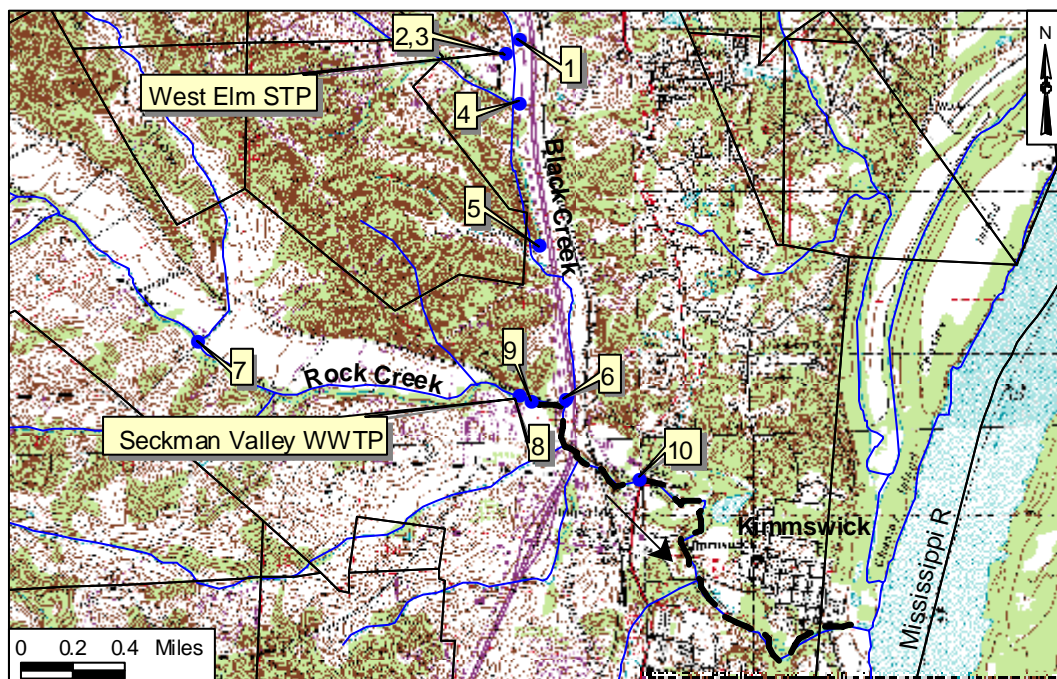 2,3
1
N
West Elm STP
4
Black Creek
5
7
Rock Creek
9
6
Seckman Valley WWTP
8
10
Kimmswick
Mississippi R
0 0.2 0.4 Miles